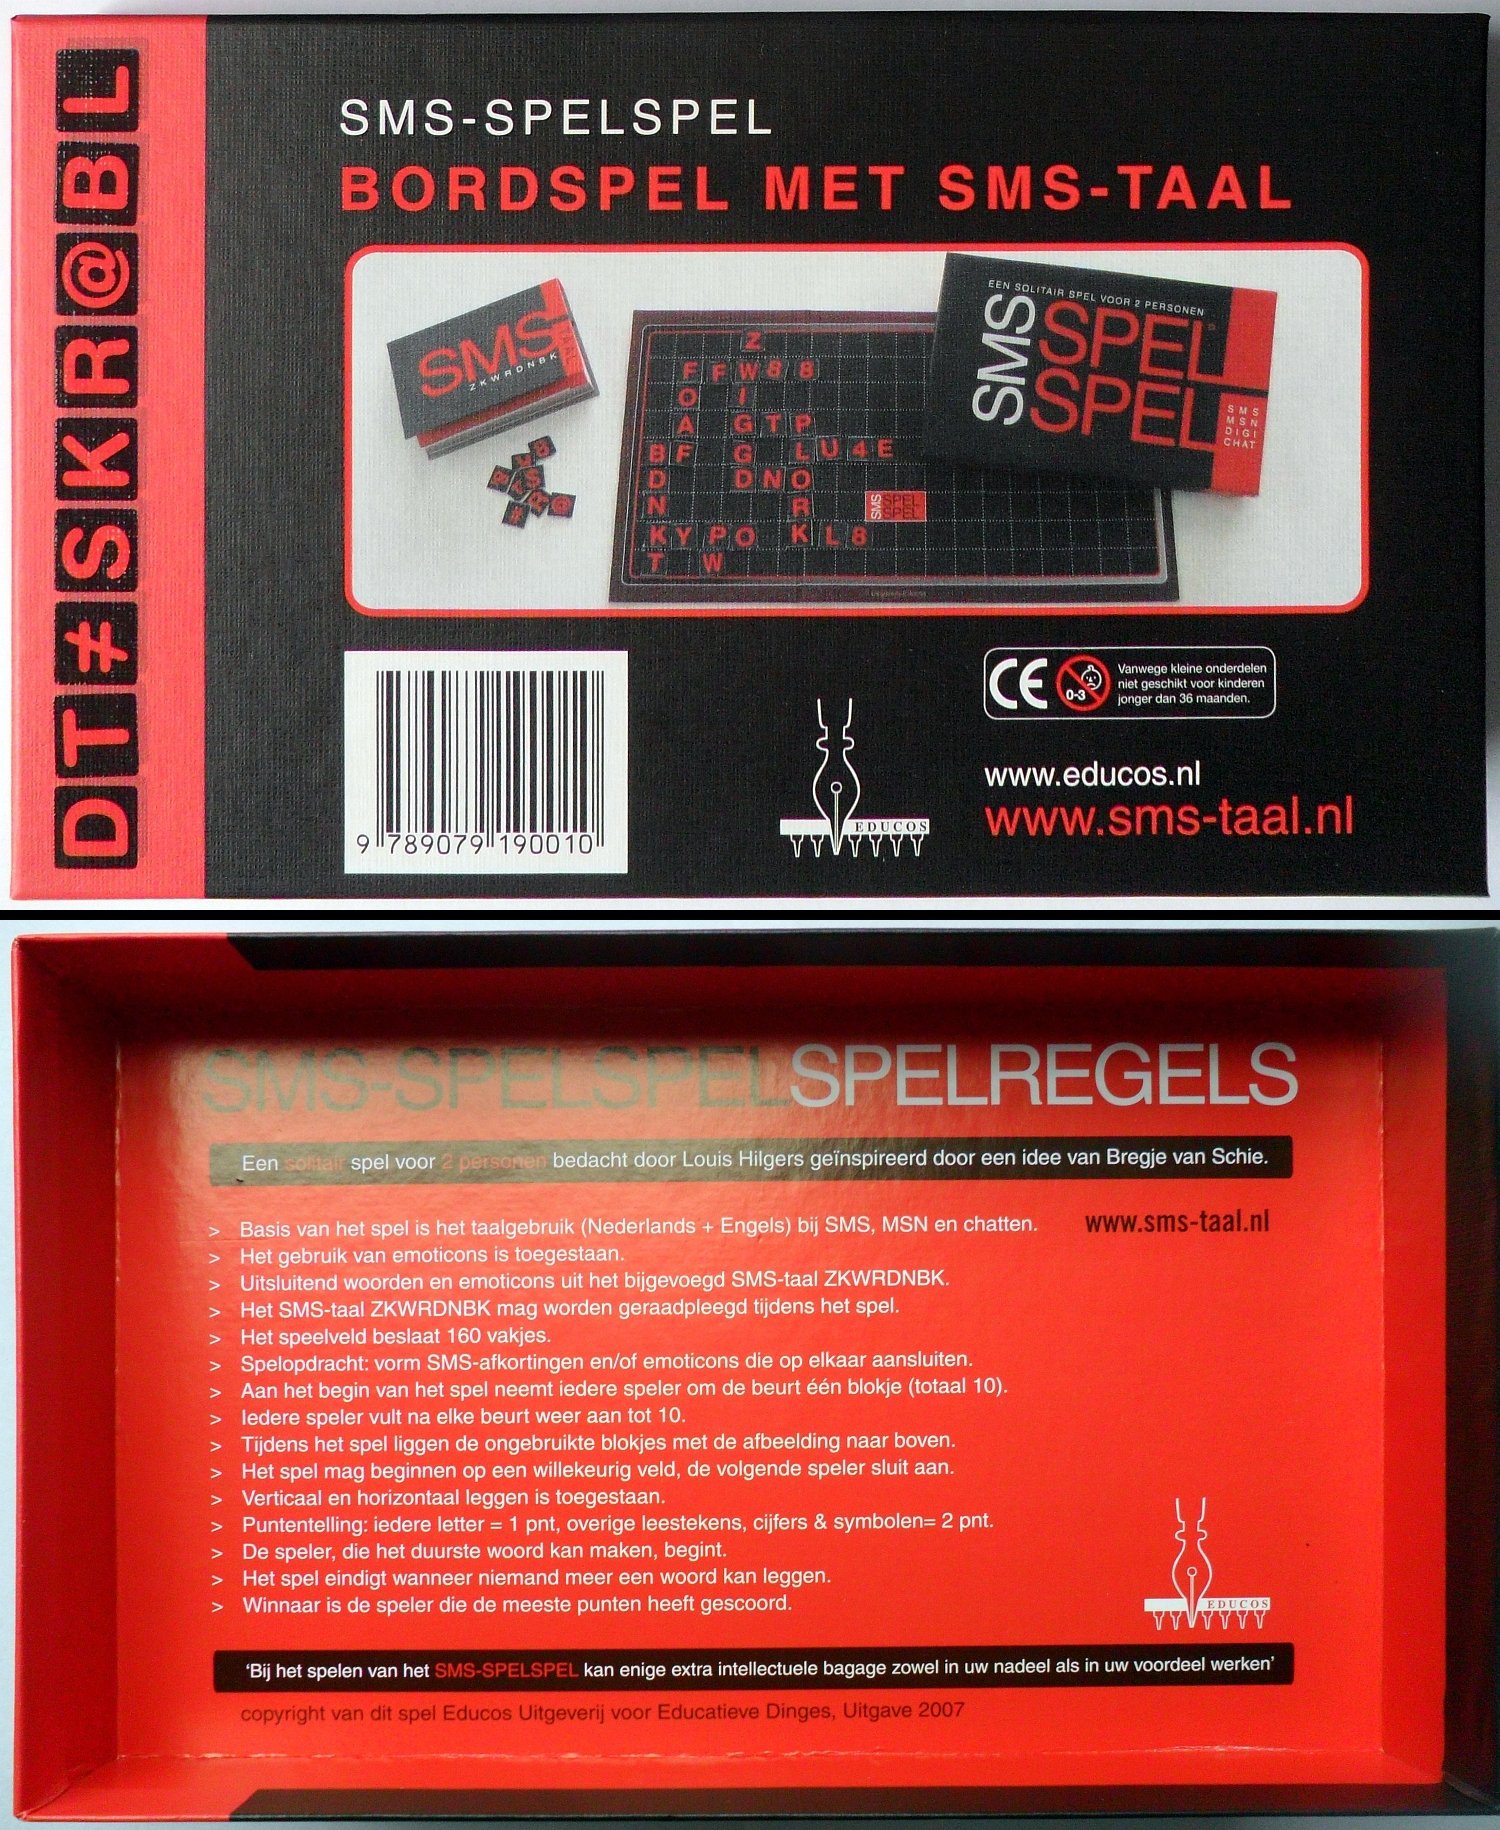 DT≠SKR@BL
SMS-SPELSPEL
BORDSPEL MET SMS-TAAL
SMS
TAAL
ZKWRDNBK
EEN SOLITAIR SPEL VOOR 2 PERSONEN
SMS
SPEL
SPEL
SMS
MSN
DIGI
CHAT
Z
FFW88
O I
A GTP
BF G LU4E
D DNO
N R
KYPO KL8
T W
SMS
SPEL
SPEL
9 789079 190010
EDUCOS
CE
0-3
Vanwege kleine onderdelen
niet geschikt voor kinderen
jonger dan 36 maanden.
www.educos.nl
www.sms-taal.nl
SMS-SPELSPELSPELREGELS
Een solitair spel voor 2 personen bedacht door Louis Hilgers geïnspireerd door een idee van Bregje van Schie.
www.sms-taal.nl
> Basis van het spel is het taalgebruik (Nederlands + Engels) bij SMS, MSN en chatten.
> Het gebruik van emoticons is toegestaan.
> Uitsluitend woorden en emoticons uit het bijgevoegd SMS-taal ZKWRDNBK.
> Het SMS-taal ZKWRDNBK mag worden geraadpleegd tijdens het spel.
> Het speelveld beslaat 160 vakjes.
> Spelopdracht: vorm SMS-afkortingen en/of emoticons die op elkaar aansluiten.
> Aan het begin van het spel neemt iedere speler om de beurt één blokje (totaal 10).
> Iedere speler vult na elke beurt weer aan tot 10.
> Tijdens het spel liggen de ongebruikte blokjes met de afbeelding naar boven.
> Het spel mag beginnen op een willekeurig veld, de volgende speler sluit aan.
> Verticaal en horizontaal leggen is toegestaan.
> Puntentelling: iedere letter = 1 pnt, overige leestekens, cijfers & symbolen= 2 pnt.
> De speler, die het duurste woord kan maken, begint.
> Het spel eindigt wanneer niemand meer een woord kan leggen.
> Winnaar is de speler die de meeste punten heeft gescoord.
EDUCOS
‘Bij het spelen van het SMS-SPELSPEL kan enige extra intellectuele bagage zowel in uw nadeel als in uw voordeel werken’
copyright van dit spel Educos Uitgeverij voor Educatieve Dinges, Uitgave 2007